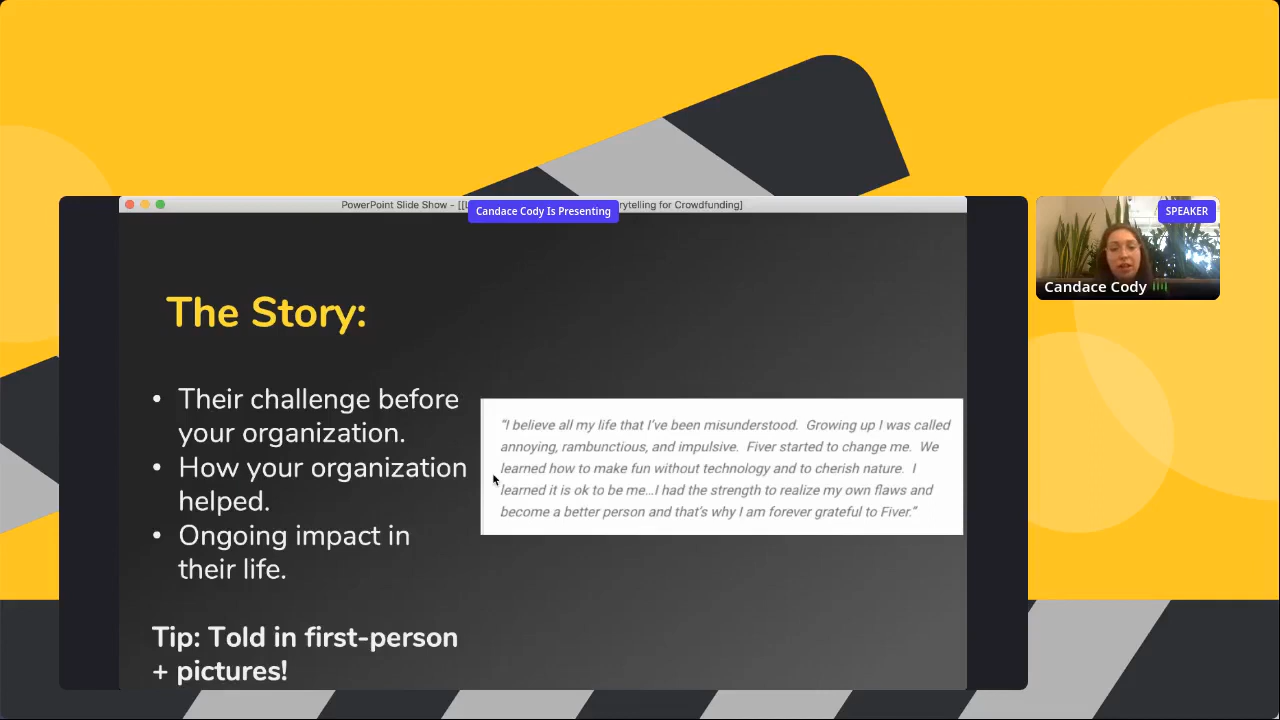 PowerPoint Slide Show - [[
rytelling for Crowdfunding]
Candace Cody Is Presenting
SPEAKER
Candace Cody
The Story:
• Their challenge before
your organization.
• How your organization
helped.
• Ongoing impact in
their life.
Tip: Told in first-person
+ pictures!
“I believe all my life that I’ve been misunderstood.  Growing up I was called
annoying, rambunctious, and impulsive.  Fiver started to change me.  We
learned how to make fun without technology and to cherish nature.  I
learned it is ok to be me…I had the strength to realize my own flaws and
become a better person and that’s why I am forever grateful to Fiver.”